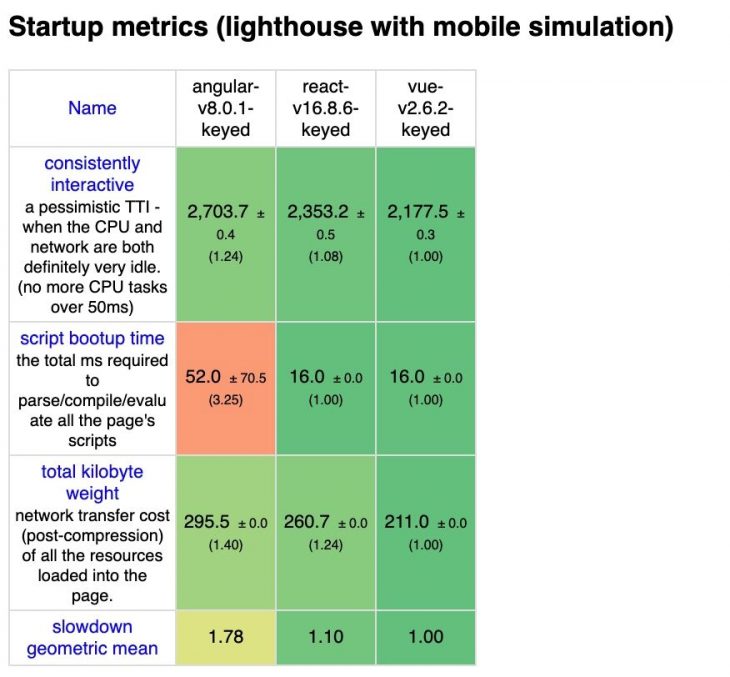 Startup metrics (lighthouse with mobile simulation)
Name
angular-
v8.0.1-
keyed
react-
v16.8.6-
keyed
vue-
v2.6.2-
keyed
consistently
interactive
a pessimistic TTI -
when the CPU and
network are both
definitely very idle.
(no more CPU tasks
over 50ms)
2,703.7 ±
0.4
(1.24)
2,353.2 ±
0.5
(1.08)
2,177.5 ±
0.3
(1.00)
script bootup time
the total ms required
to
parse/compile/evalu
ate all the page's
scripts
52.0 ±70.5
(3.25)
16.0 ±0.0
(1.00)
16.0 ±0.0
(1.00)
total kilobyte
weight
network transfer cost
(post-compression)
of all the resources
loaded into the
page.
295.5 ±0.0
(1.40)
260.7 ±0.0
(1.24)
211.0 ±0.0
(1.00)
slowdown
geometric mean
1.78
1.10
1.00